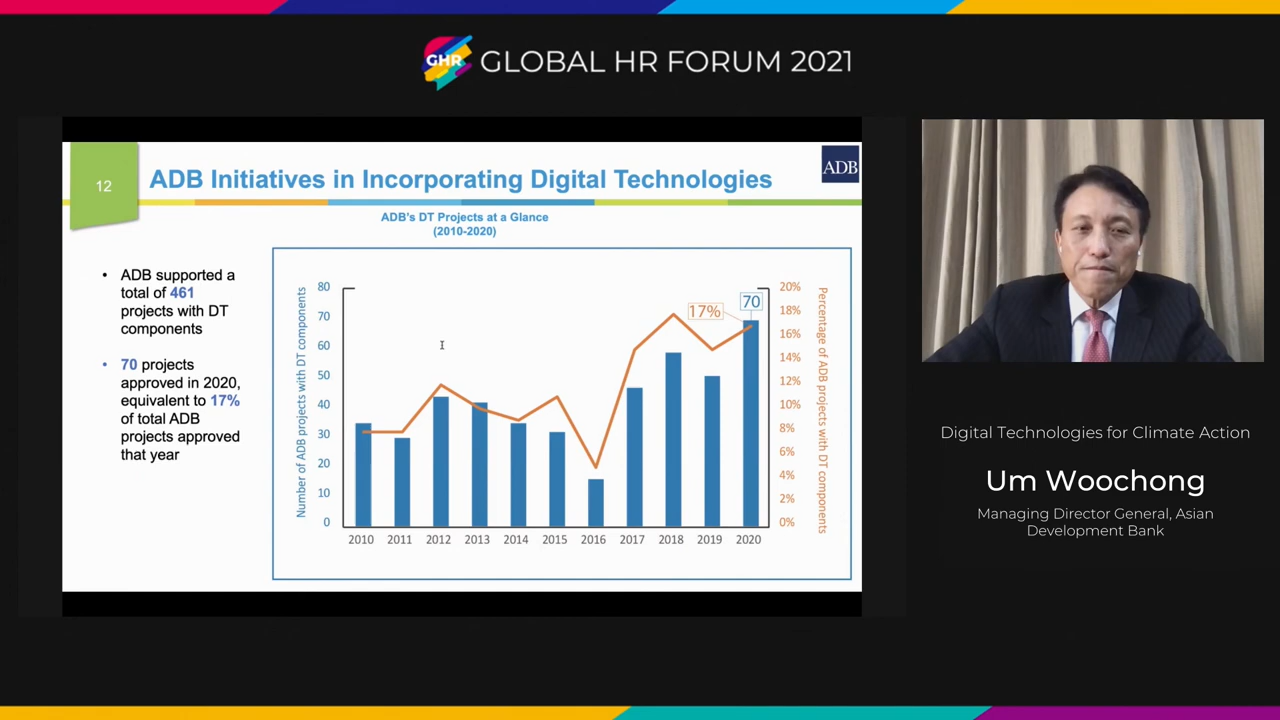 GHR
GLOBAL HR FORUM 2021
12
ADB Initiatives in Incorporating Digital Technologies
ADB
ADB's DT Projects at a Glance
(2010-2020)
• ADB supported a
total of 461
projects with DT
components
• 70 projects
approved in 2020,
equivalent to 17%
of total ADB
projects approved
that year
Number of ADB projects with DT components
80
70
60
50
40
30
20
10
0
17%
70
20%
18%
16%
14%
12%
10%
8%
6%
4%
2%
0%
Percentage of ADB projects with DT components
2010 2011 2012 2013 2014 2015 2016 2017 2018 2019 2020
Digital Technologies for Climate Action
Um Woochong
Managing Director General, Asian
Development Bank